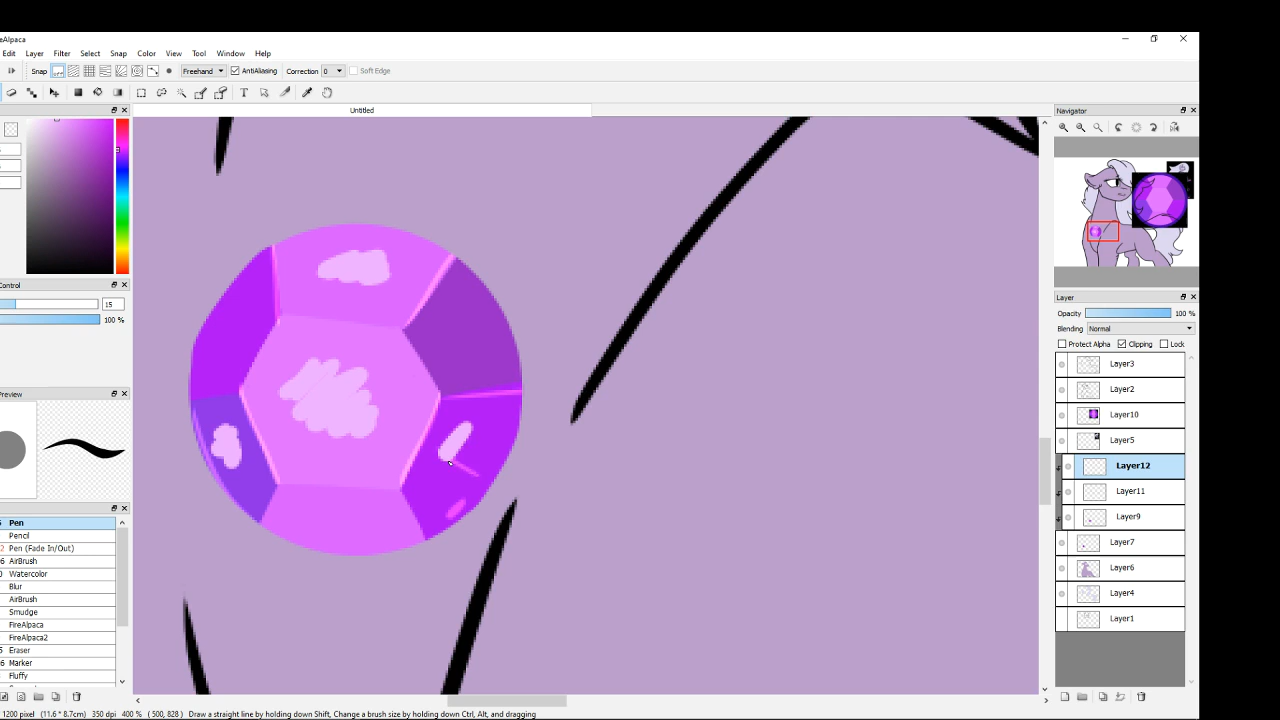 eAlpaca
Edit Layer Filter Select Snap Color View Tool Window Help
Snap Freehand AntiAliasing Correction 0 Soft Edge
Untitled
Navigator
Control
15
100 %
Layer
Opacity 100 %
Blending Normal
Protect Alpha Clipping Lock
Layer3
Layer2
Layer10
Layer5
Layer12
Layer11
Layer9
Layer7
Layer6
Layer4
Layer1
Preview
Pen
Pencil
Pen (Fade In/Out)
AirBrush
Watercolor
Blur
AirBrush
Smudge
FireAlpaca
FireAlpaca2
Eraser
Marker
Fluffy
1200 pixel (11.6 * 8.7cm) 350 dpi 400 % ( 500, 828 ) Draw a straight line by holding down Shift, Change a brush size by holding down Ctrl, Alt, and dragging